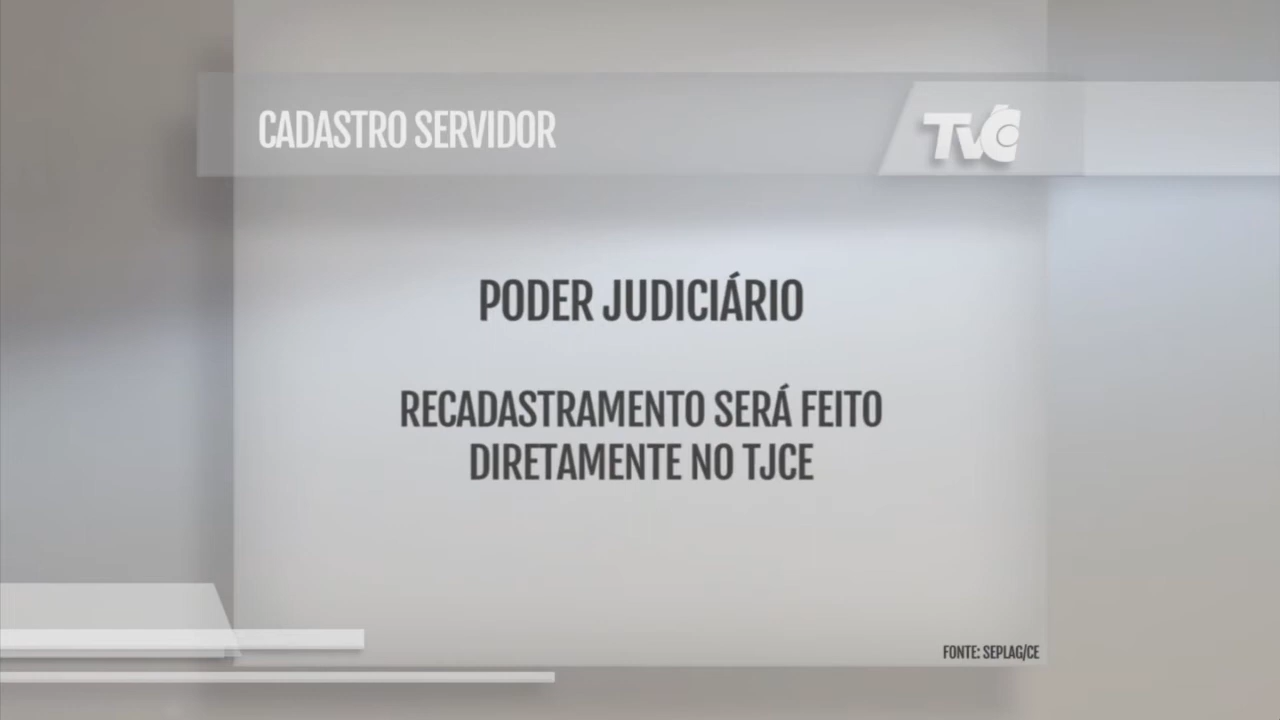 CADASTRO SERVIDOR
TVC
PODER JUDICIÁRIO
RECADASTRAMENTO SERÁ FEITO
DIRETAMENTE NO TJCE
FONTE: SEPLAG/CE